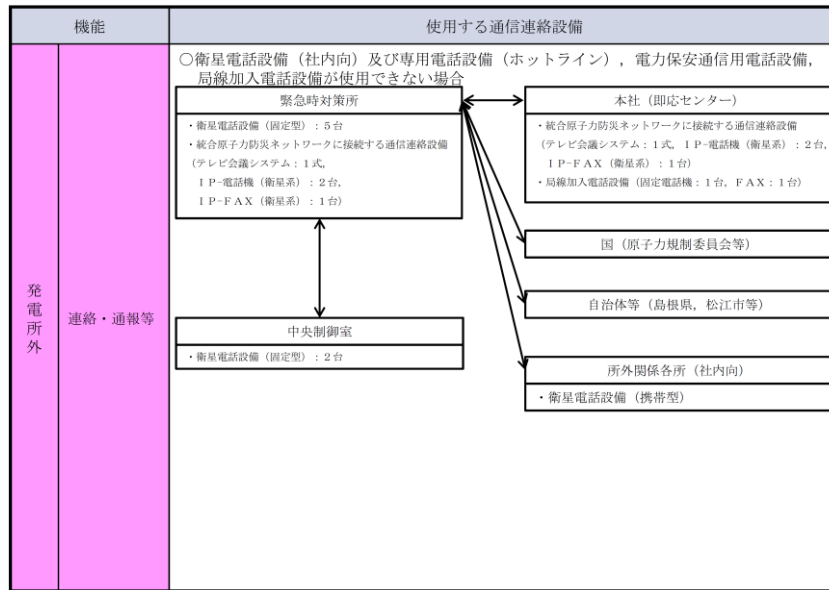 機能
使用する通信連絡設備
発電所外
連絡・通報等
○衛星電話設備（社内向）及び専用電話設備（ホットライン），電力保安通信用電話設備，
局線加入電話設備が使用できない場合
緊急時対策所
・衛星電話設備（固定型）：５台
・統合原子力防災ネットワークに接続する通信連絡設備
（テレビ会議システム：１式，
ＩＰ-電話機（衛星系）：２台，
ＩＰ-ＦＡＸ（衛星系）：１台）
本社（即応センター）
・統合原子力防災ネットワークに接続する通信連絡設備
（テレビ会議システム：１式，ＩＰ-電話機（衛星系）：２台，
ＩＰ-ＦＡＸ（衛星系）：１台）
・局線加入電話設備（固定電話機：１台，ＦＡＸ：１台）
国（原子力規制委員会等）
自治体等（島根県，松江市等）
中央制御室
・衛星電話設備（固定型）：２台
所外関係各所（社内向）
・衛星電話設備（携帯型）